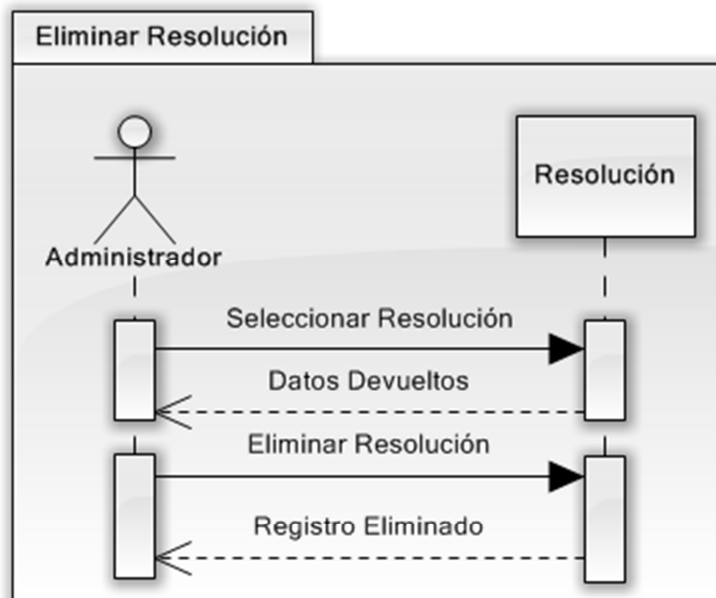 Eliminar Resolución
Resolución
Administrador
Seleccionar Resolución
Datos Devueltos
Eliminar Resolución
Registro Eliminado